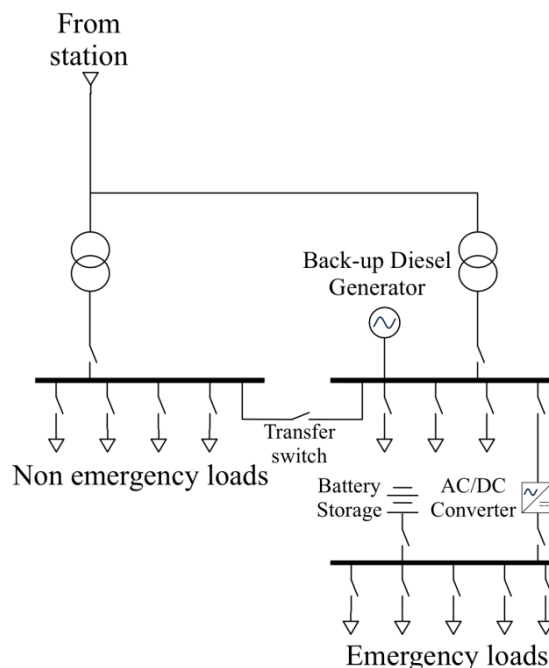 From
station
Back-up Diesel
Generator
Transfer
switch
Non emergency loads
Battery
Storage
AC/DC
Converter
Emergency loads